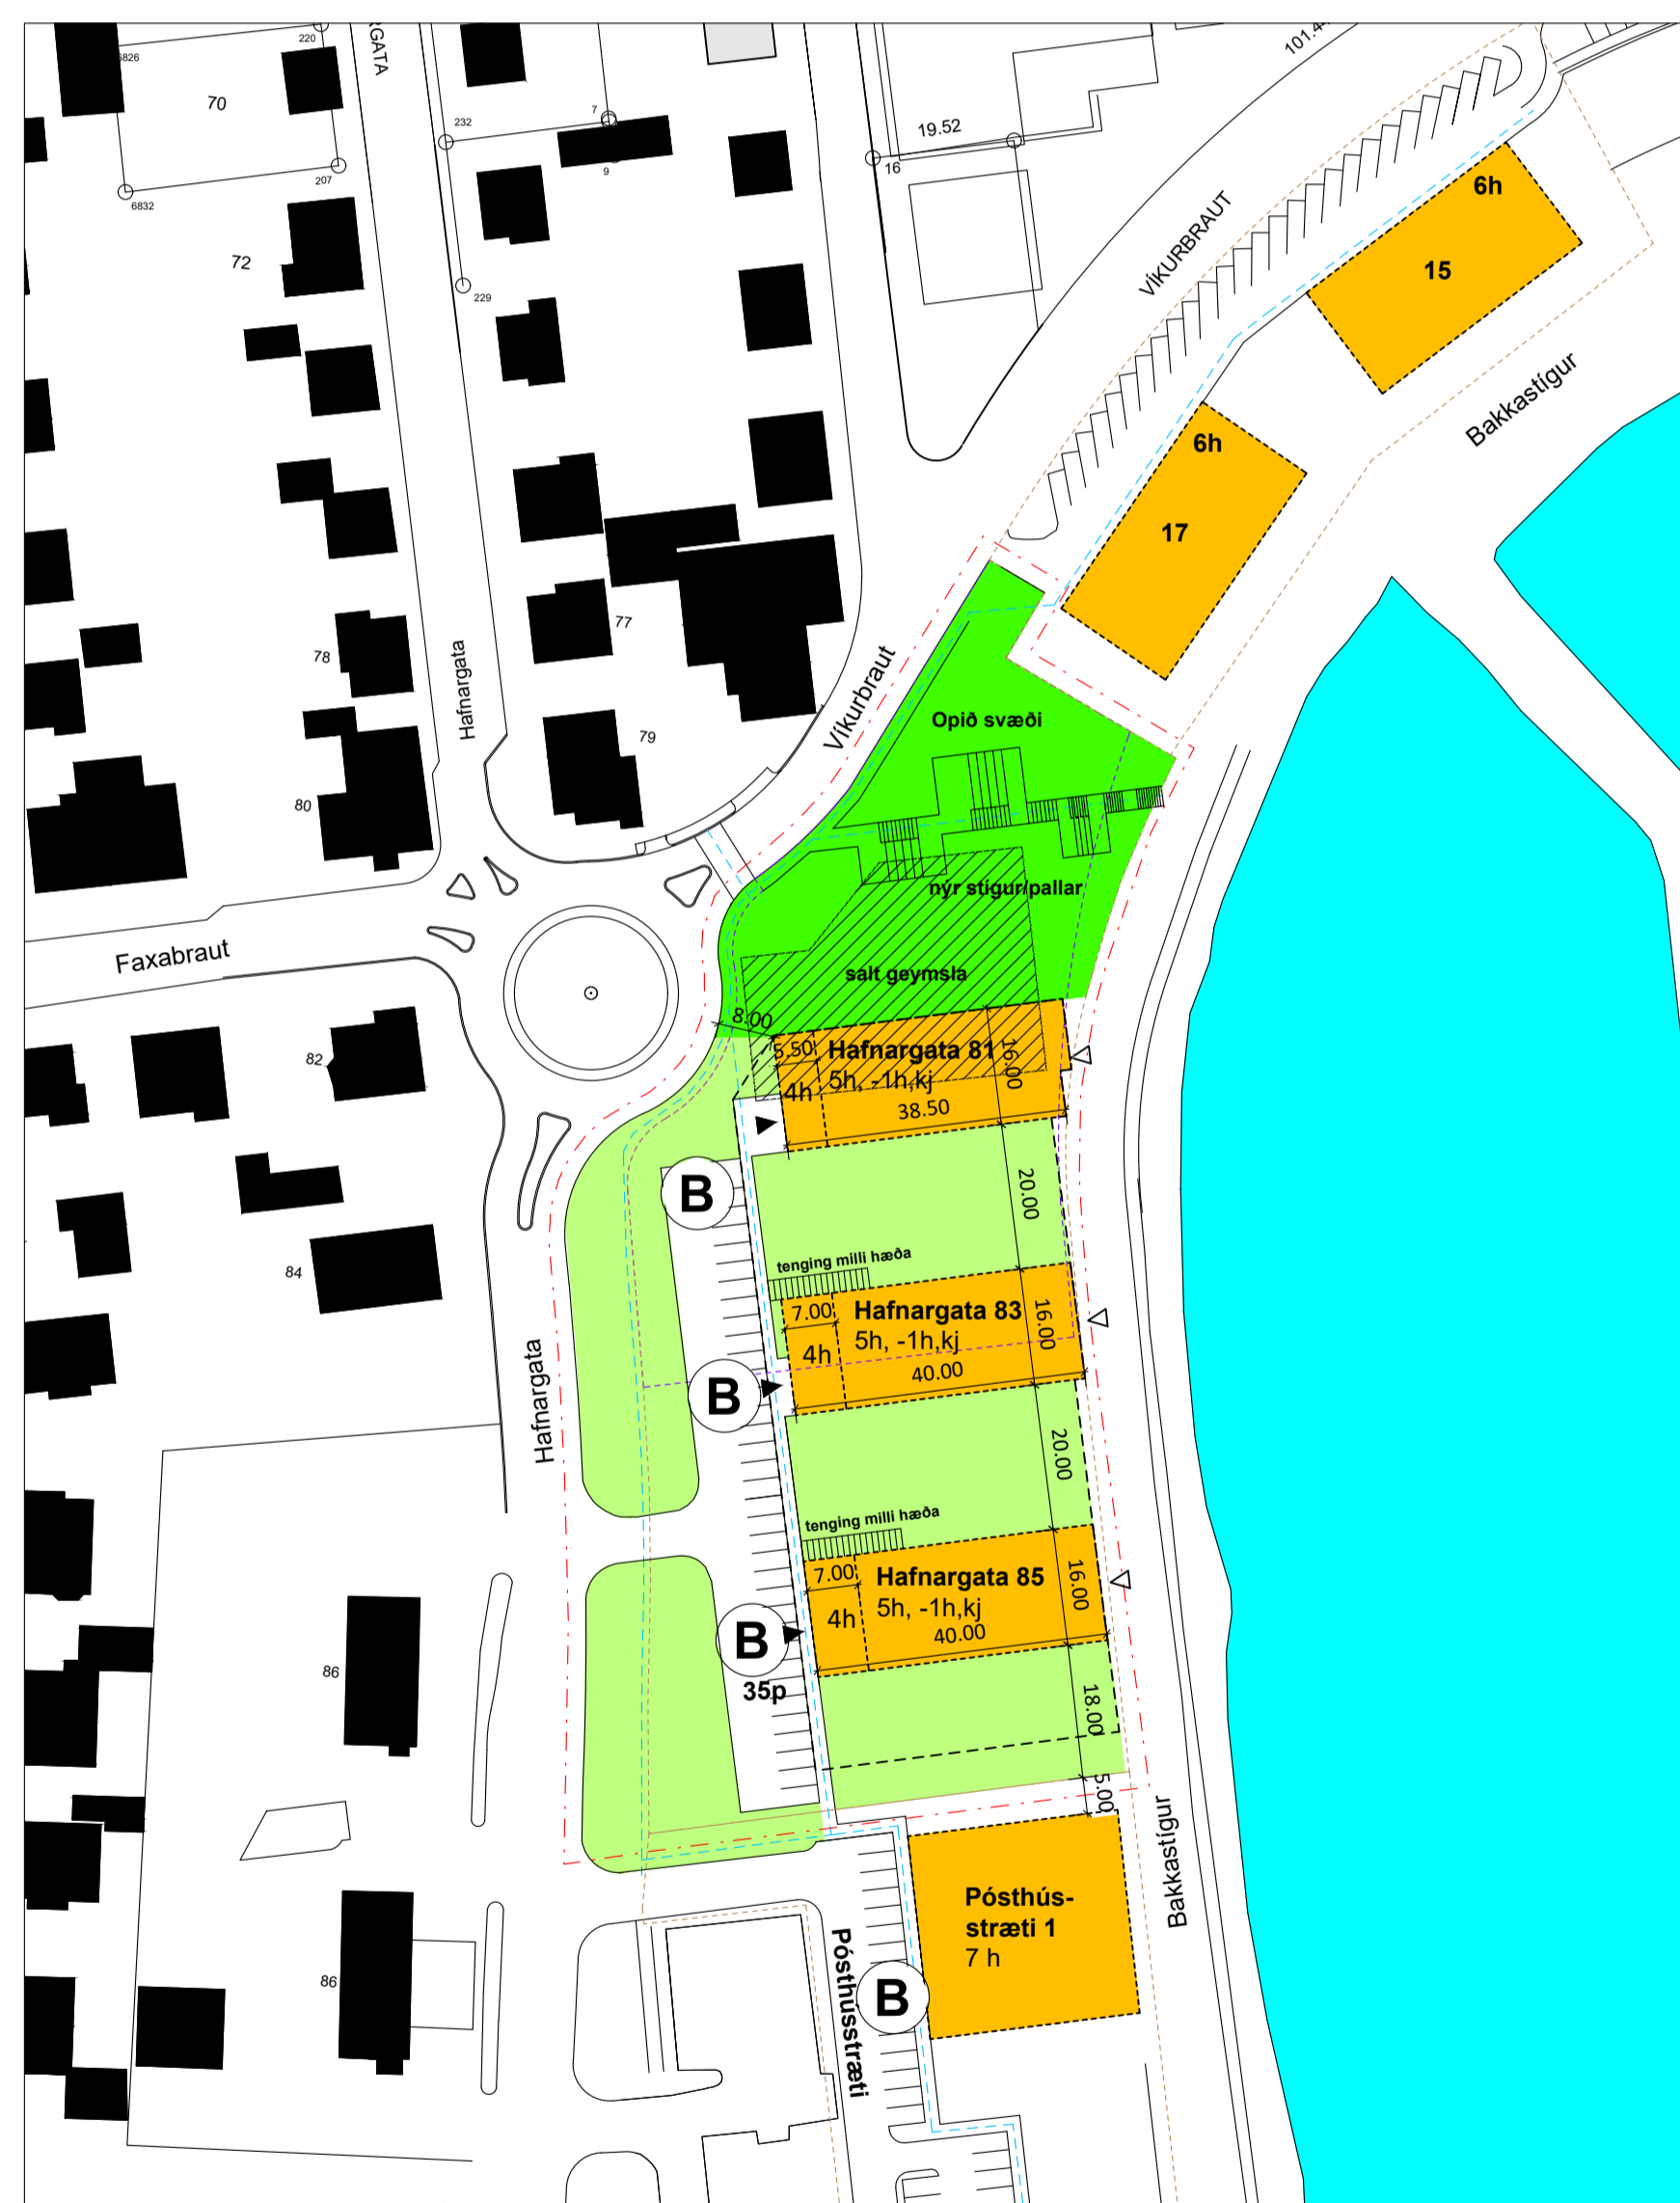 220
6826
70
RGATA
232
7
9
207
6832
72
229
19.52
16
101.4
VÍKURBRAUT
6h
15
Bakkastígur
6h
17
77
78
Hafnargata
79
80
Víkurbraut
Opið svæði
nýr stígur/pallar
salt geymsla
Faxabraut
8.00
5.50
Hafnargata 81
5h, -1h,kj
4h
16.00
38.50
82
B
20.00
tenging milli hæða
84
7.00
Hafnargata 83
5h, -1h,kj
4h
16.00
40.00
B
Hafnargata
20.00
tenging milli hæða
7.00
Hafnargata 85
5h, -1h,kj
4h
16.00
40.00
B
35p
86
18.00
5.00
Bakkastígur
Pósthús-
stræti 1
7 h
Pósthússtræti
B
86